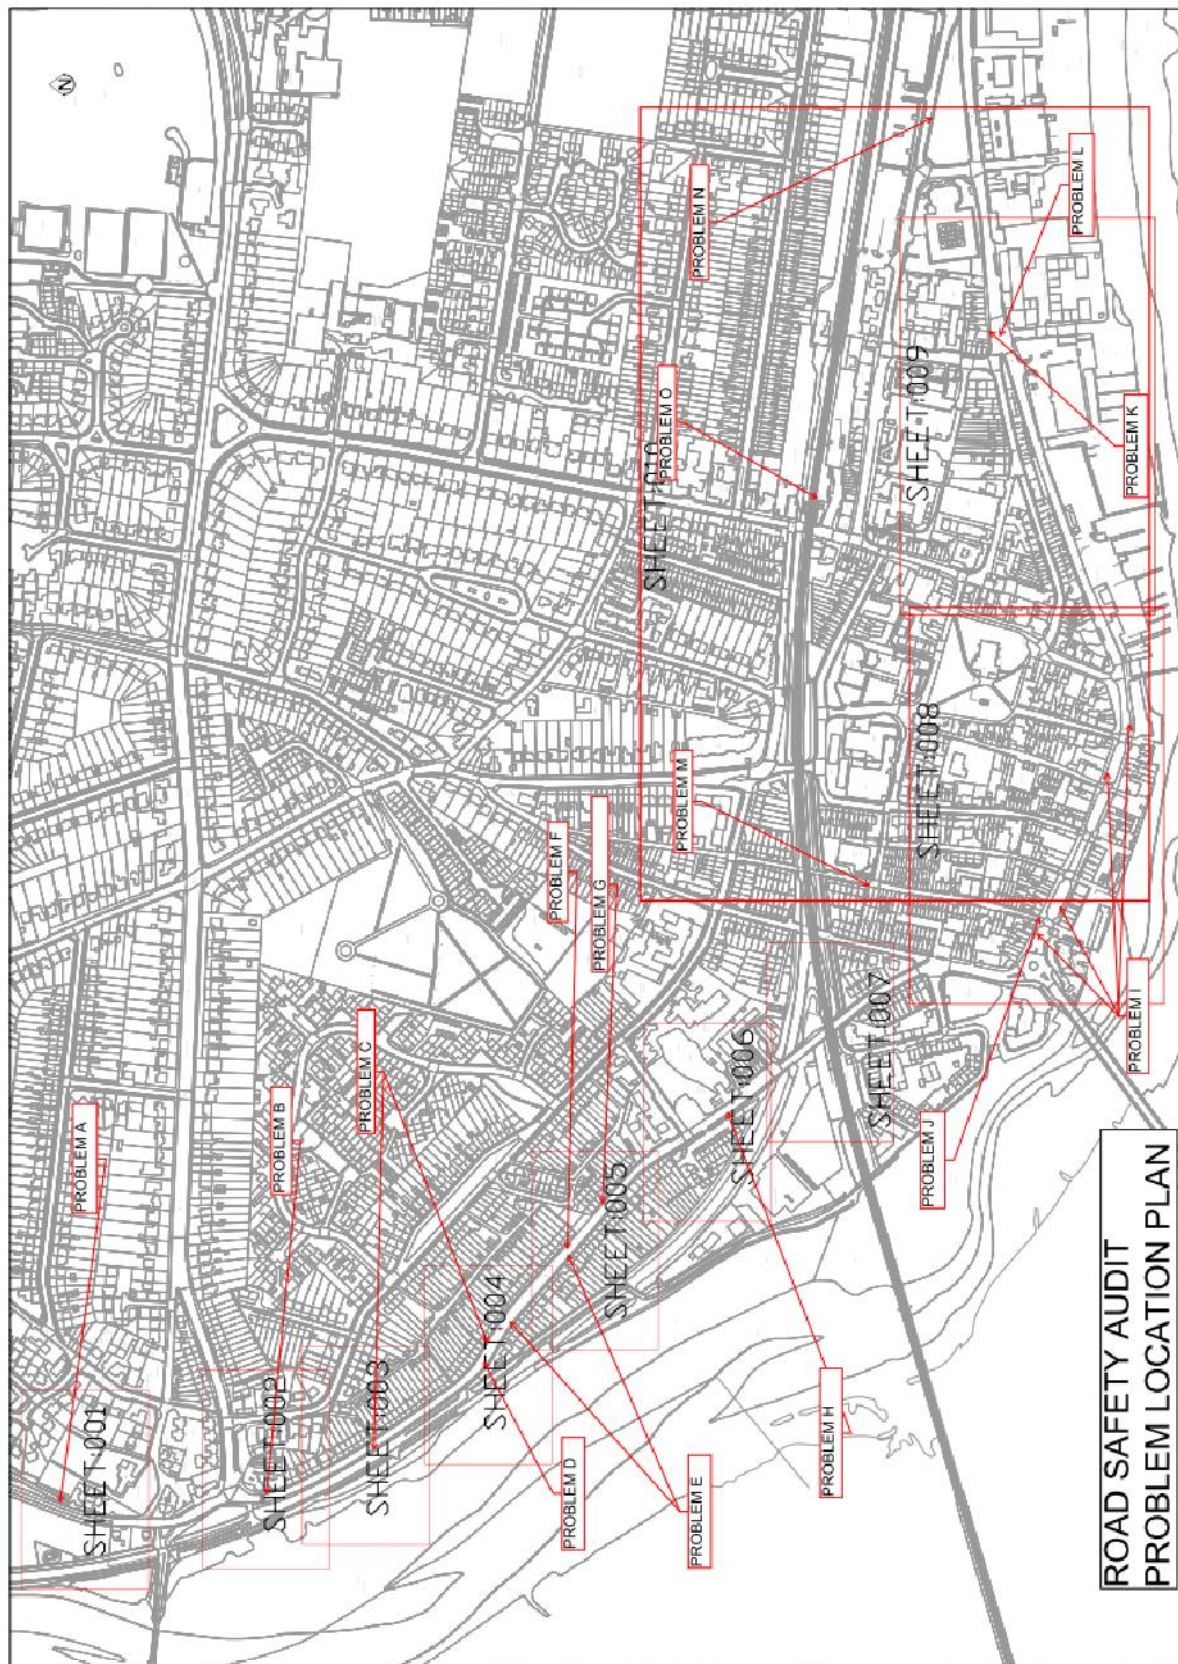 N
PROBLEM A
SHEET:001
PROBLEM B
SHEET:002
PROBLEM C
SHEET:003
PROBLEM D
SHEET:004
PROBLEM E
PROBLEM F
PROBLEM G
SHEET:005
PROBLEM H
SHEET:006
SHEET:007
PROBLEM J
PROBLEM I
SHEET:008
PROBLEM M
SHEET:010
PROBLEM O
PROBLEM N
SHEET:009
PROBLEM K
PROBLEM L
ROAD SAFETY AUDIT
PROBLEM LOCATION PLAN